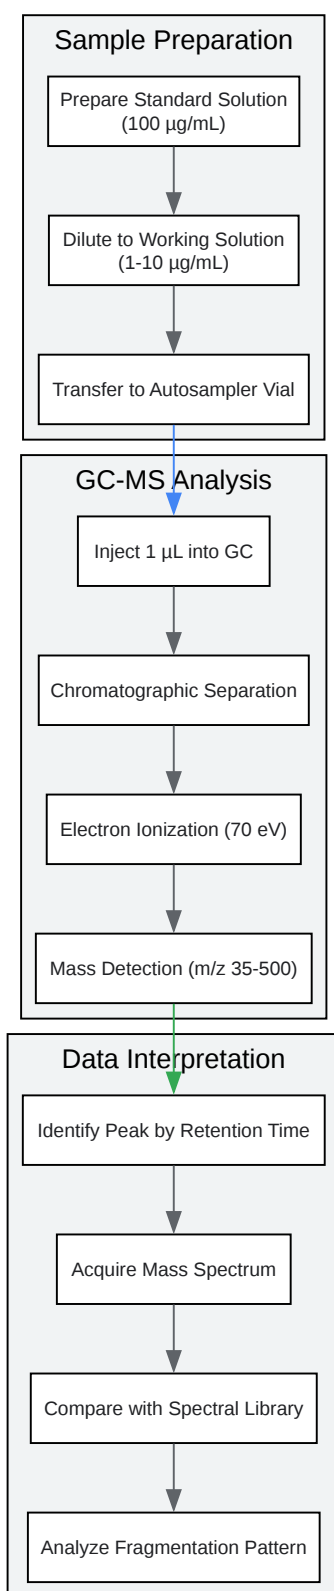 Sample Preparation
Prepare Standard Solution
(100 µg/mL)
Dilute to Working Solution
(1-10 µg/mL)
Transfer to Autosampler Vial
GC-MS Analysis
Inject 1 µL into GC
Chromatographic Separation
Electron Ionization (70 eV)
Mass Detection (m/z 35-500)
Data Interpretation
Identify Peak by Retention Time
Acquire Mass Spectrum
Compare with Spectral Library
Analyze Fragmentation Pattern